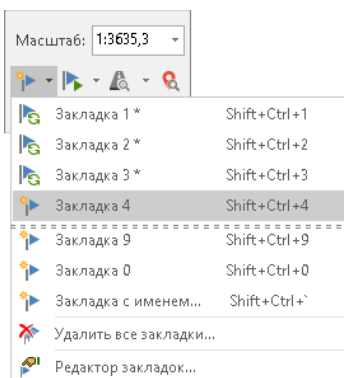 Масштаб: 1:3635,3
Закладка 1 * Shift+Ctrl+1
Закладка 2 * Shift+Ctrl+2
Закладка 3 * Shift+Ctrl+3
Закладка 4 Shift+Ctrl+4
Закладка 9 Shift+Ctrl+9
Закладка 0 Shift+Ctrl+0
Закладка с именем... Shift+Ctrl+`
Удалить все закладки...
Редактор закладок...